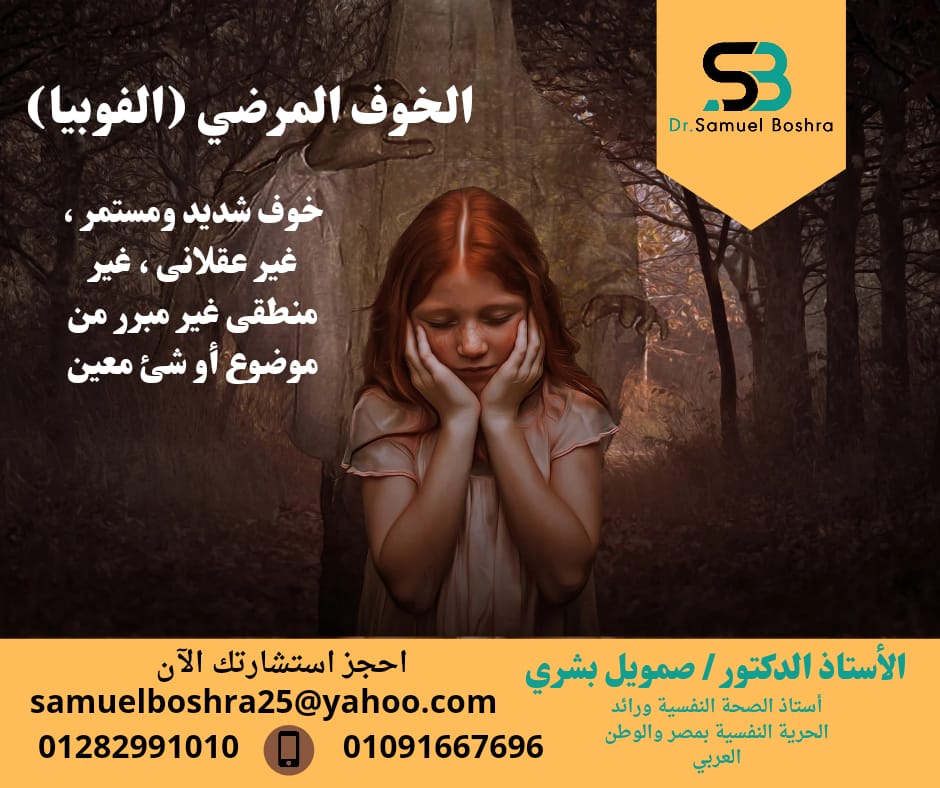 SB
Dr.Samuel Boshra
الخوف المرضي (الفوبيا)
خوف شديد ومستمر ،
غير عقلانى ، غير
منطقى غير مبرر من
موضوع أو شئ معين
الأستاذ الدكتور / صمويل بشري
أستاذ الصحة النفسية ورائد
الحرية النفسية بمصر والوطن
العربي
احجز استشارتك الآن
samuelboshra25@yahoo.com
01282991010
01091667696